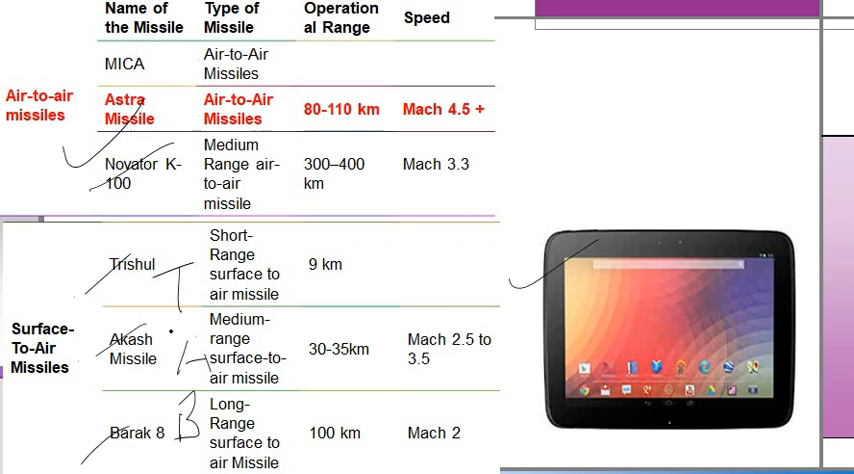 Name of Type of Operation Speed
the Missile Missile al Range
MICA Air-to-Air
Missiles
Air-to-air
missiles
Astra Air-to-Air 80-110 km Mach 4.5 +
Missile Missiles
Novator K- Medium 300–400 Mach 3.3
100 Range air- km
to-air
missile
Surface-
To-Air
Missiles
Trishul Short- 9 km
Range
surface to
air missile
Akash Medium- 30-35km Mach 2.5 to
Missile range 3.5
surface-to-
air missile
Barak 8 Long- 100 km Mach 2
Range
surface to
air Missile
T
A
B